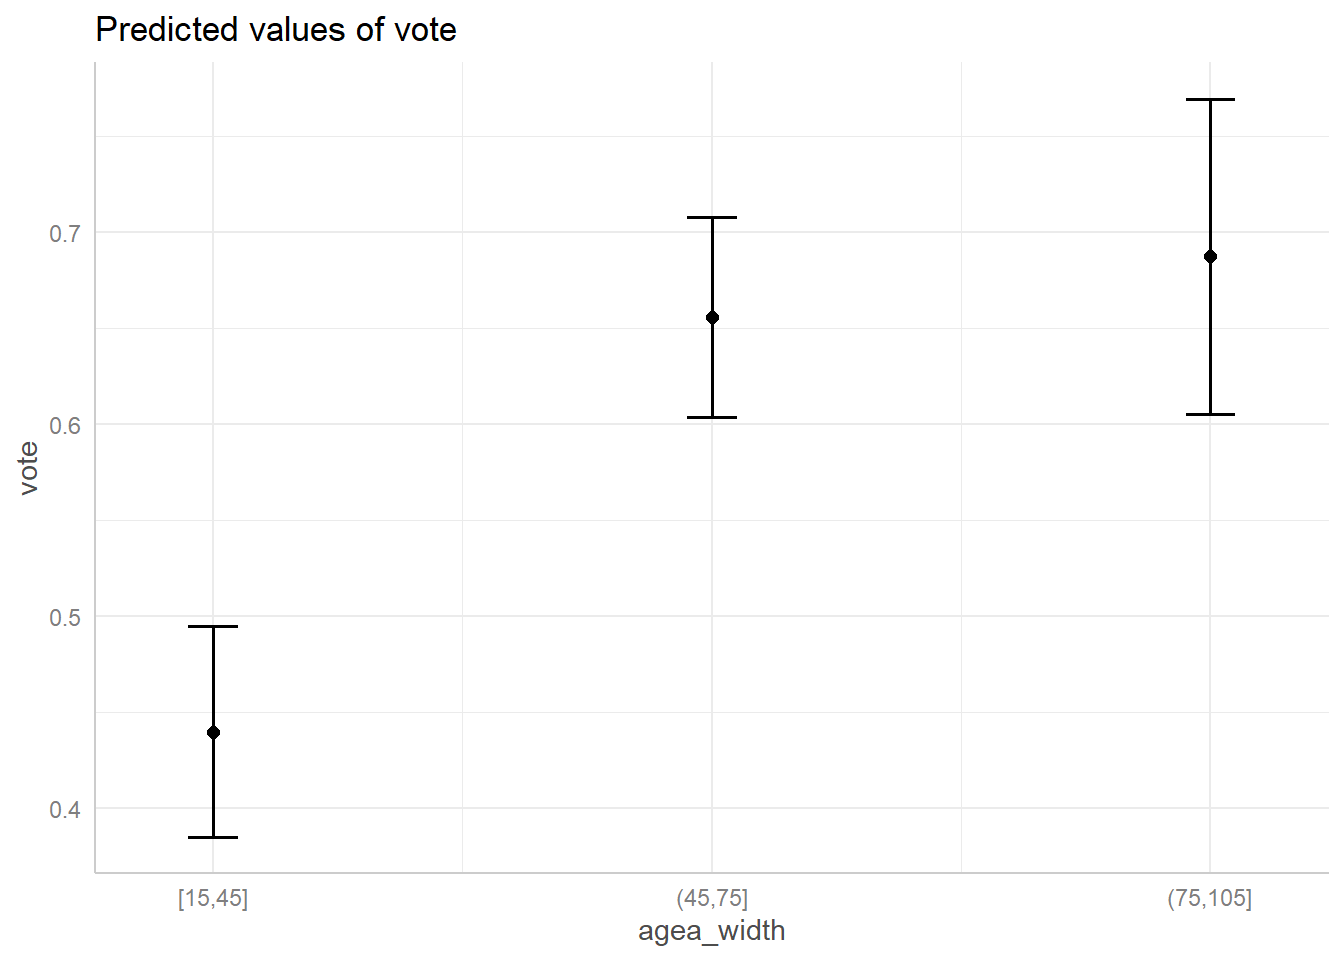 Predicted values of vote
vote
0.7
0.6
0.5
0.4
[15,45]
(45,75]
(75,105]
agea_width